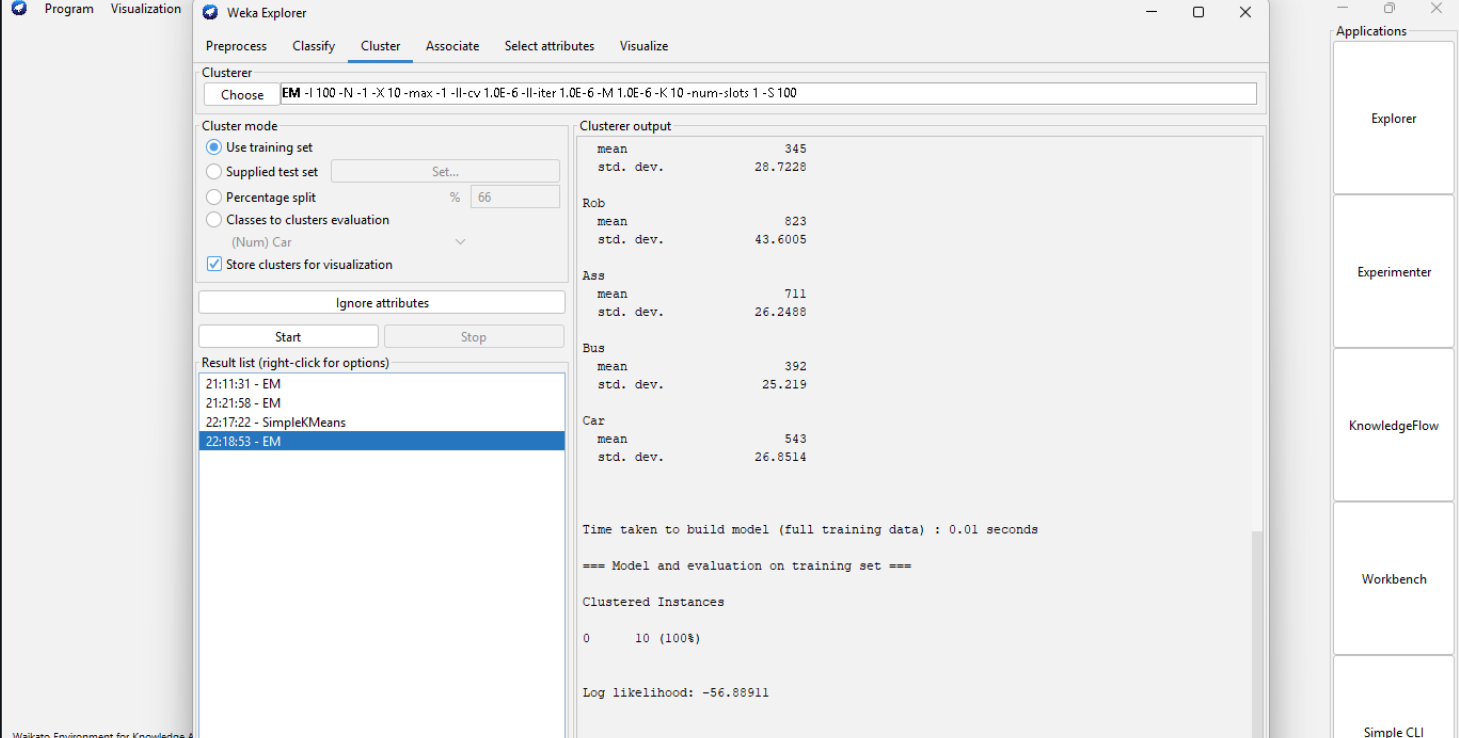 Program Visualization
Weka Explorer
Preprocess Classify Cluster Associate Select attributes Visualize
Clusterer
Choose EM -I 100 -N -1 -X 10 -max -1 -ll-cv 1.0E-6 -ll-iter 1.0E-6 -M 1.0E-6 -K 10 -num-slots 1 -S 100
Cluster mode
Use training set
Supplied test set Set...
Percentage split % 66
Classes to clusters evaluation
(Num) Car
Store clusters for visualization
Ignore attributes
Start Stop
Result list (right-click for options)
21:11:31 - EM
21:21:58 - EM
22:17:22 - SimpleKMeans
22:18:53 - EM
Clusterer output
mean 345
std. dev. 28.7228
Rob
mean 823
std. dev. 43.6005
Ass
mean 711
std. dev. 26.2488
Bus
mean 392
std. dev. 25.219
Car
mean 543
std. dev. 26.8514
Time taken to build model (full training data) : 0.01 seconds
=== Model and evaluation on training set ===
Clustered Instances
0 10 (100%)
Log likelihood: -56.88911
Applications
Explorer
Experimenter
KnowledgeFlow
Workbench
Simple CLI
Waikato Environment for Knowledge A